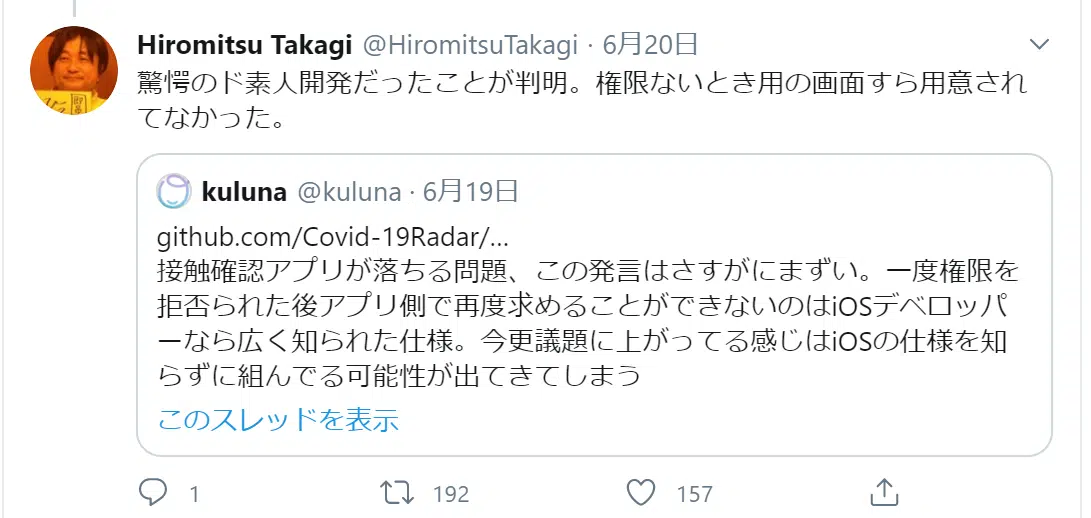 Hiromitsu Takagi @HiromitsuTakagi · 6月20日
驚愕のド素人開発だったことが判明。権限ないとき用の画面すら用意され
てなかった。
kuluna @kuluna · 6月19日
github.com/Covid-19Radar/…
接触確認アプリが落ちる問題、この発言はさすがにまずい。一度権限を
拒否られた後アプリ側で再度求めることができないのはiOSデベロッパ
ーなら広く知られた仕様。今更議題に上がってる感じはiOSの仕様を知
らずに組んでる可能性が出てきてしまう
このスレッドを表示
1 192 157